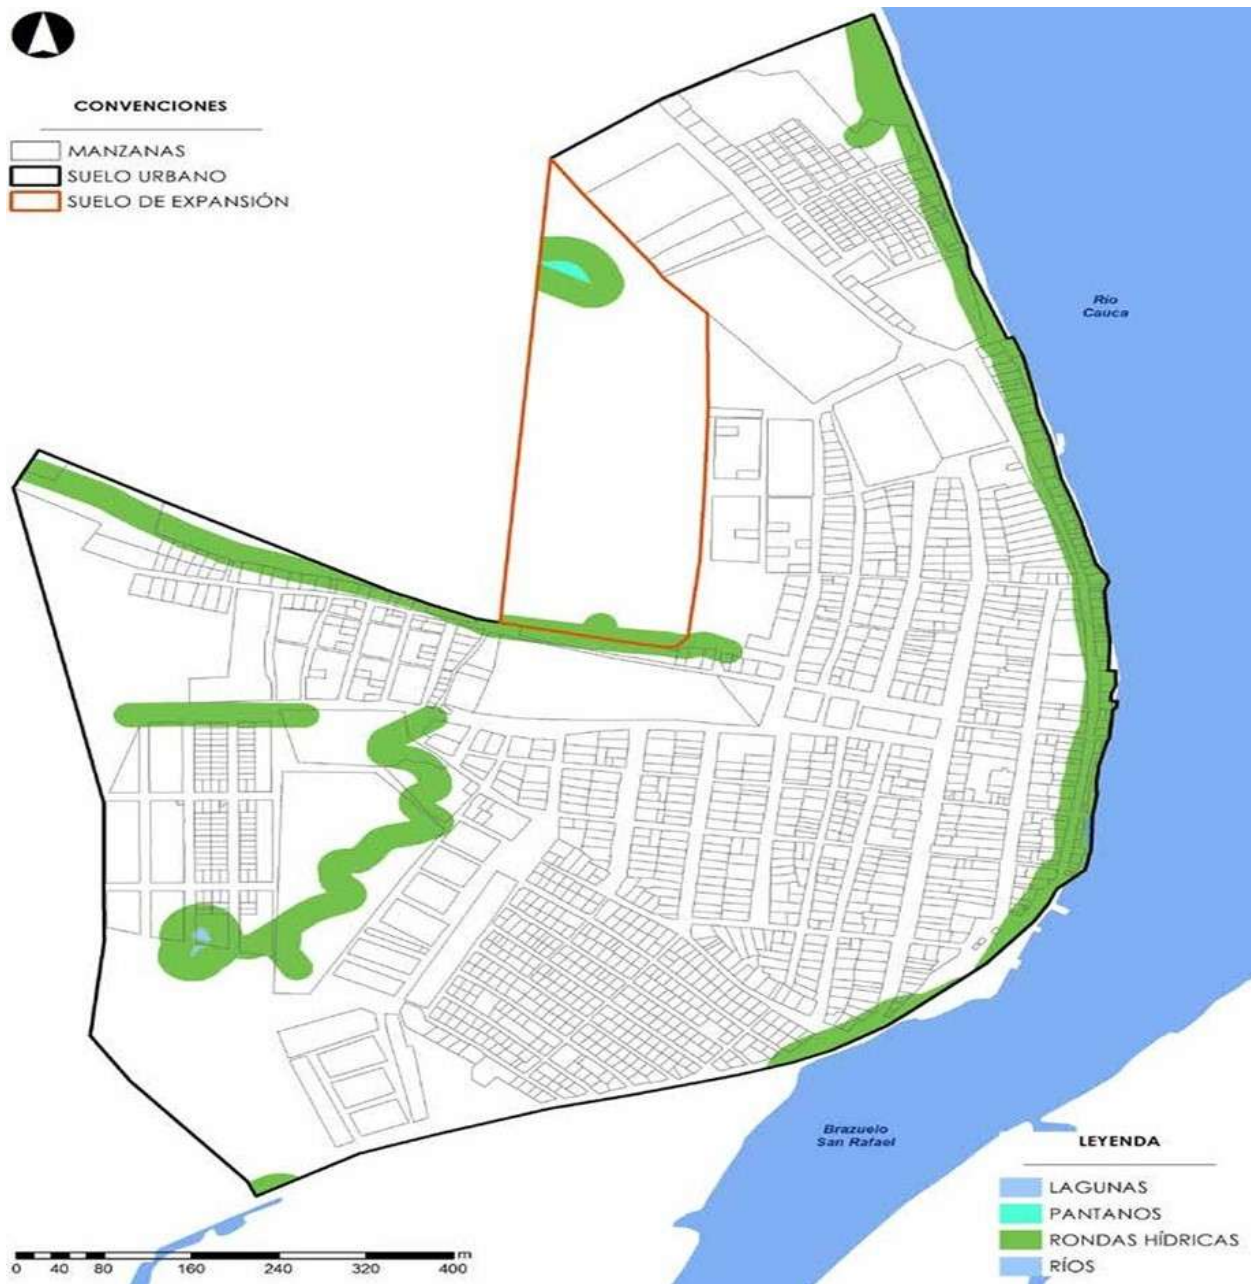 CONVENCIONES
MANZANAS
SUELO URBANO
SUELO DE EXPANSIÓN
Río
Cauca
Brazuelo
San Rafael
LEYENDA
LAGUNAS
PANTANOS
RONDAS HÍDRICAS
RÍOS
m
0 40 80 160 240 320 400